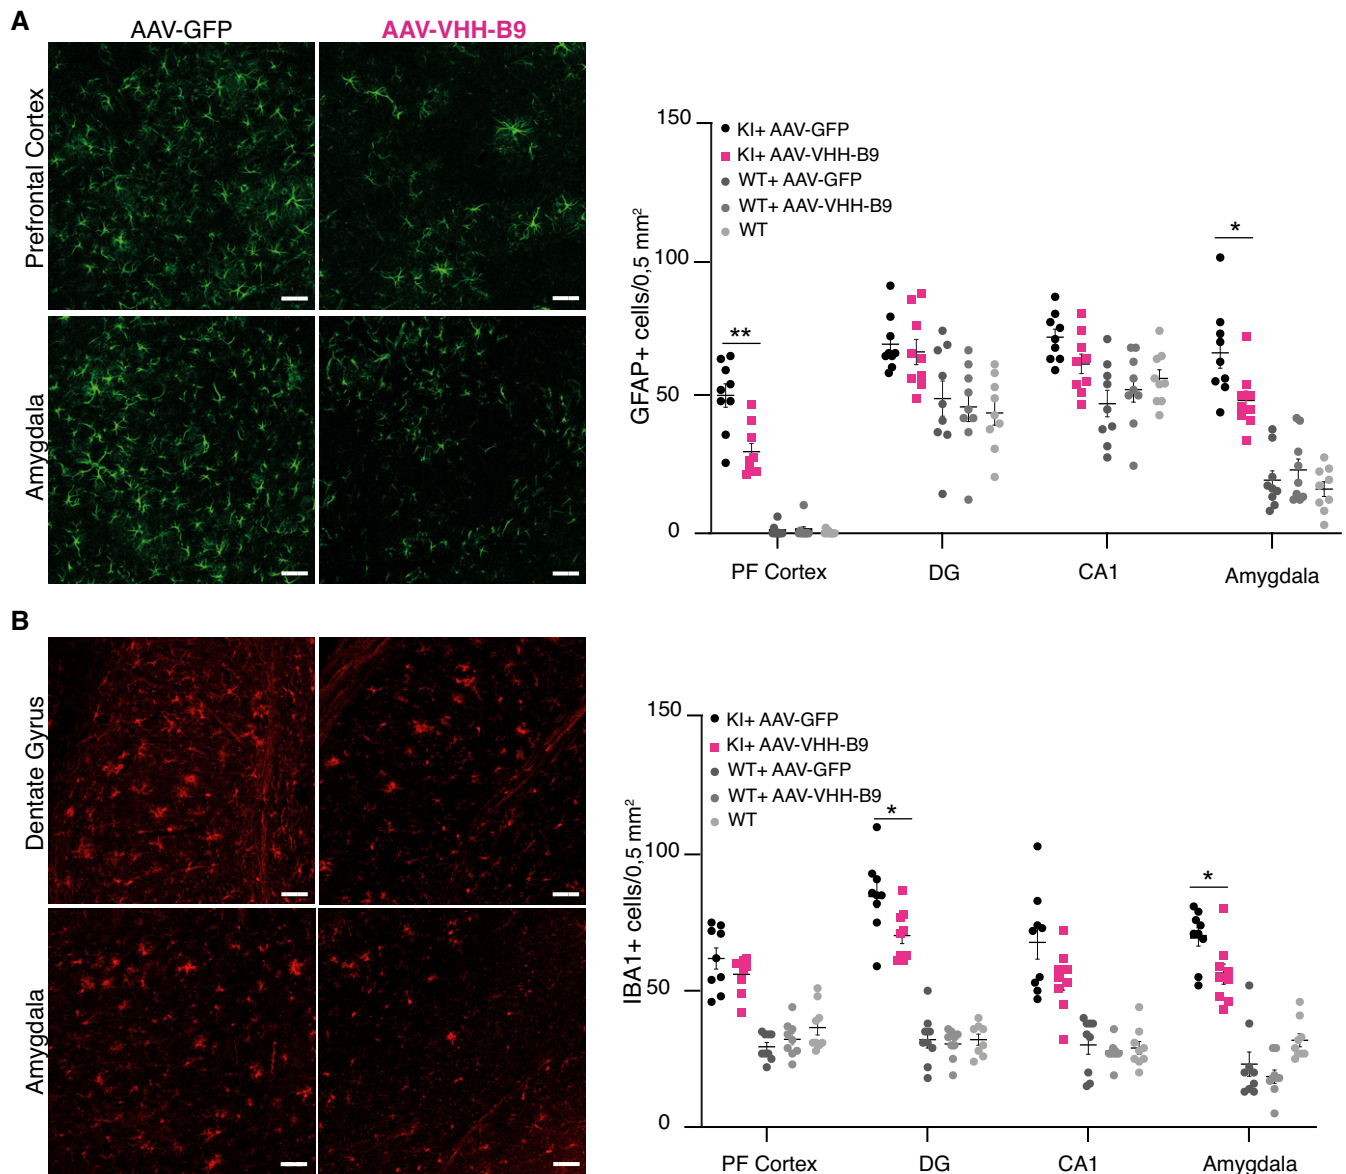 A
AAV-GFP
AAV-VHH-B9
Prefrontal Cortex
Amygdala
GFAP+ cells/0,5 mm²
150
100
50
0
KI+ AAV-GFP
KI+ AAV-VHH-B9
WT+ AAV-GFP
WT+ AAV-VHH-B9
WT
**
*
PF Cortex
DG
CA1
Amygdala
B
Dentate Gyrus
Amygdala
IBA1+ cells/0,5 mm²
150
100
50
0
KI+ AAV-GFP
KI+ AAV-VHH-B9
WT+ AAV-GFP
WT+ AAV-VHH-B9
WT
*
*
PF Cortex
DG
CA1
Amygdala